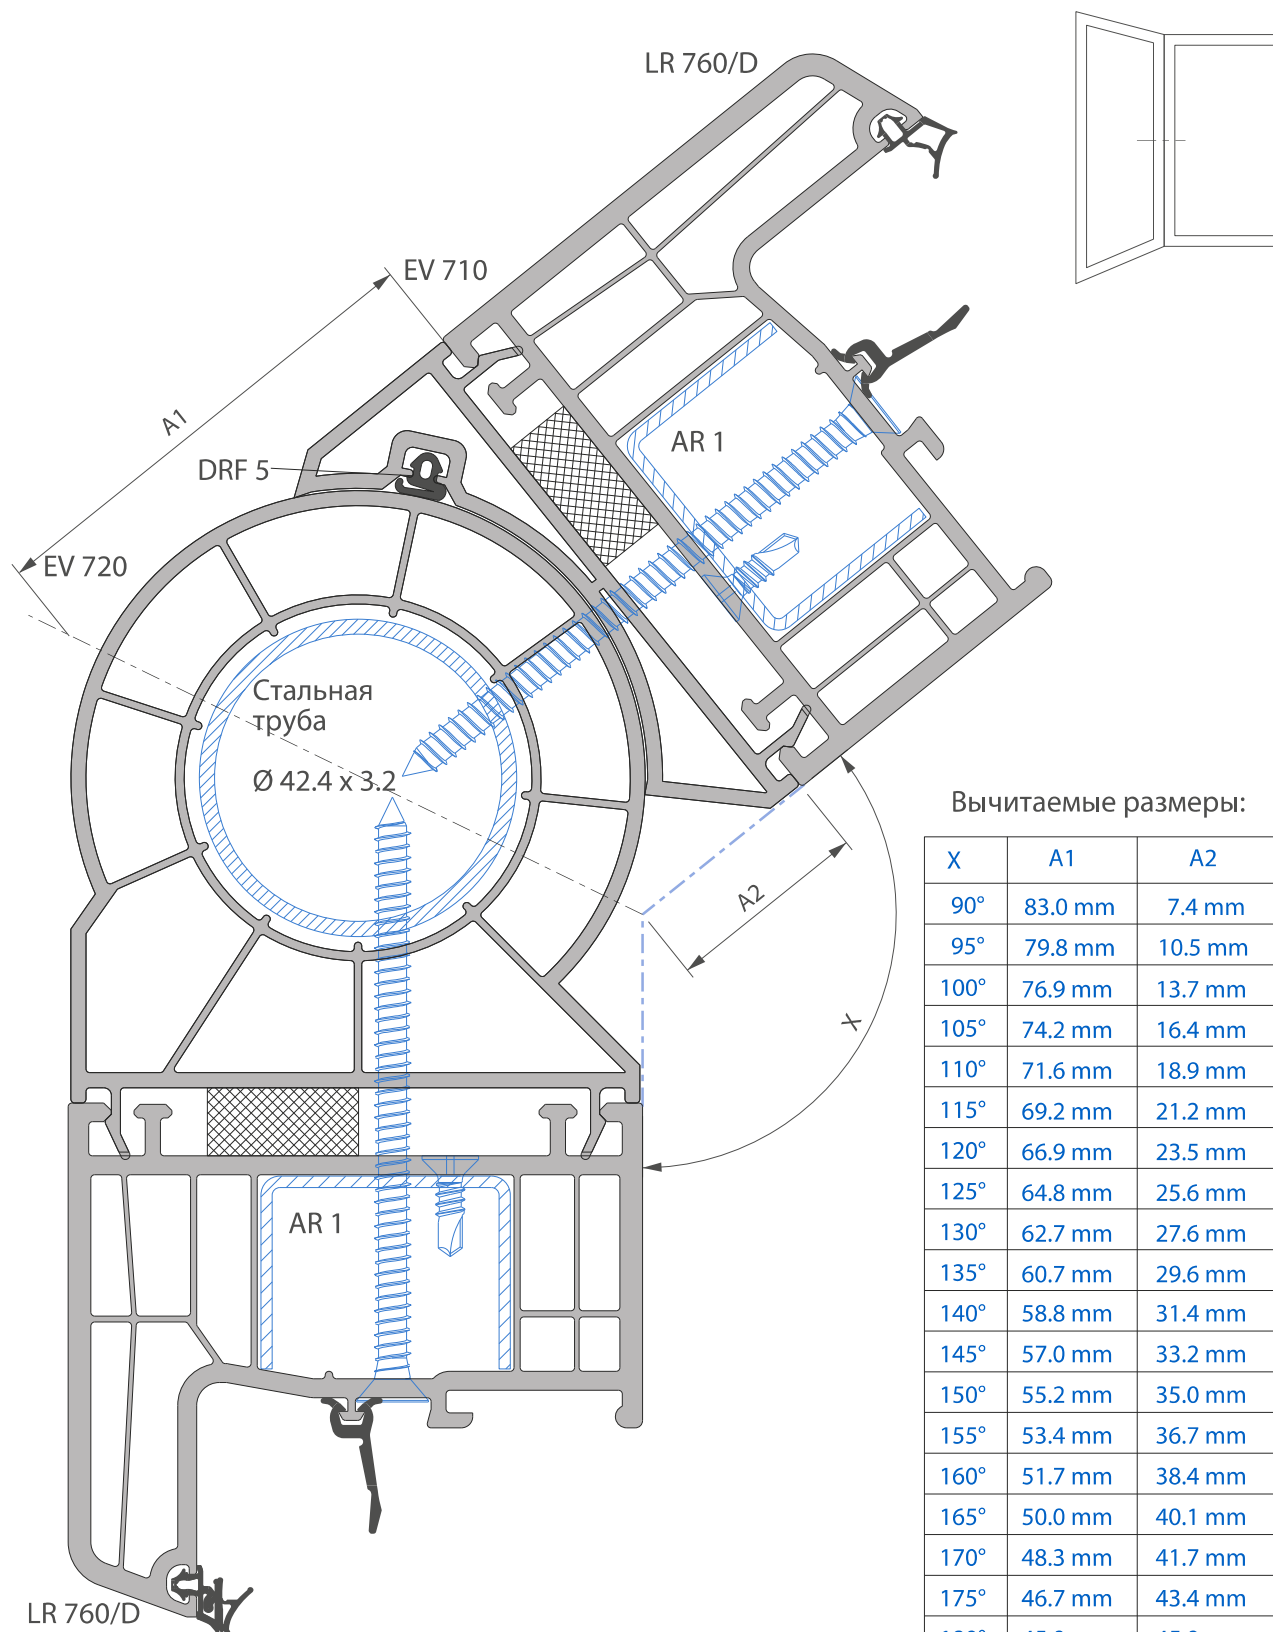 LR 760/D
EV 710
A1
DRF 5
AR 1
EV 720
Стальная
труба
Ø 42.4 x 3.2
A2
X
AR 1
LR 760/D
Вычитаемые размеры:
X A1 A2
90° 83.0 mm 7.4 mm
95° 79.8 mm 10.5 mm
100° 76.9 mm 13.7 mm
105° 74.2 mm 16.4 mm
110° 71.6 mm 18.9 mm
115° 69.2 mm 21.2 mm
120° 66.9 mm 23.5 mm
125° 64.8 mm 25.6 mm
130° 62.7 mm 27.6 mm
135° 60.7 mm 29.6 mm
140° 58.8 mm 31.4 mm
145° 57.0 mm 33.2 mm
150° 55.2 mm 35.0 mm
155° 53.4 mm 36.7 mm
160° 51.7 mm 38.4 mm
165° 50.0 mm 40.1 mm
170° 48.3 mm 41.7 mm
175° 46.7 mm 43.4 mm